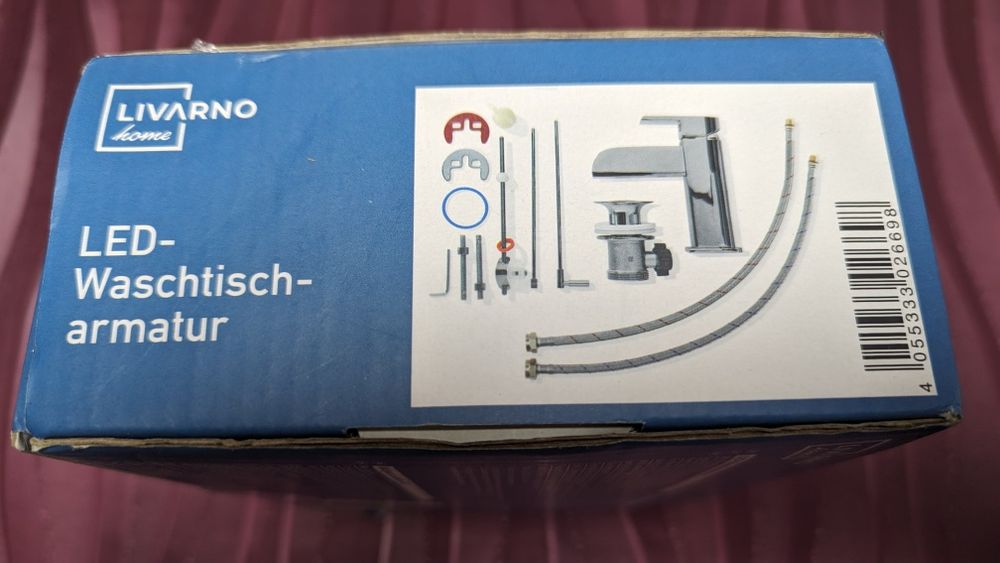 LIVARNO
home
LED-
Waschtisch-
armatur
4 055333 026698